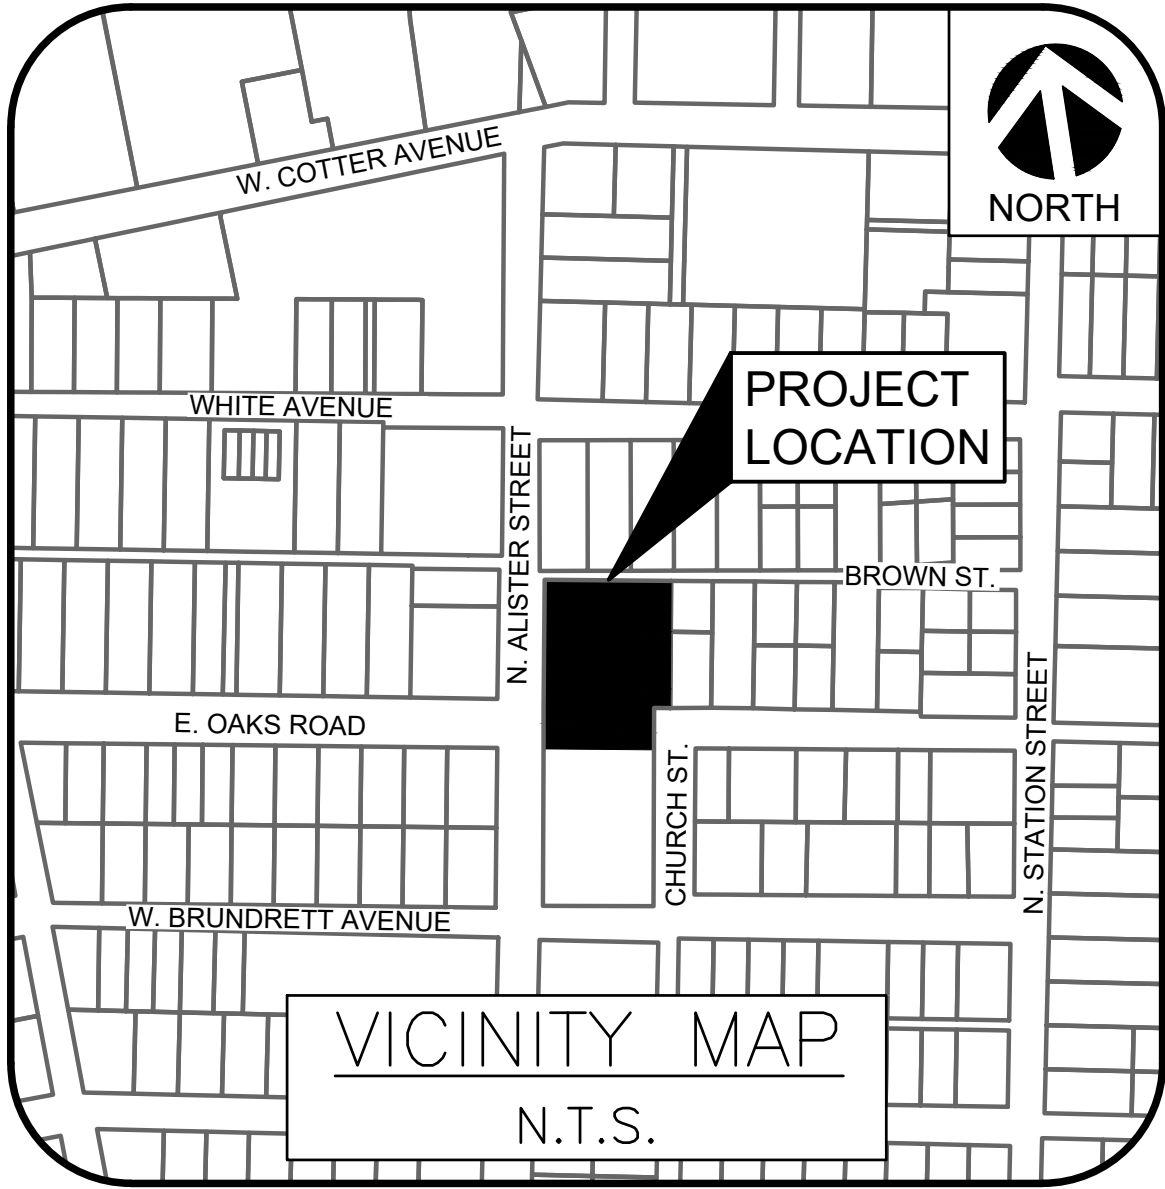 W. COTTER AVENUE
NORTH
WHITE AVENUE
PROJECT
LOCATION
N. ALISTER STREET
BROWN ST.
E. OAKS ROAD
CHURCH ST.
N. STATION STREET
W. BRUNDRETT AVENUE
VICINITY MAP
N.T.S.